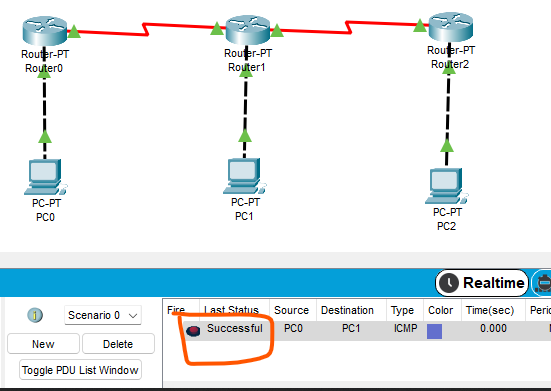 Router-PT
Router0
Router-PT
Router1
Router-PT
Router2
PC-PT
PC0
PC-PT
PC1
PC-PT
PC2
Realtime
Fire Last Status Source Destination Type Color Time(sec)
Successful PC0 PC1 ICMP 0.000
Scenario 0
New Delete
Toggle PDU List Window